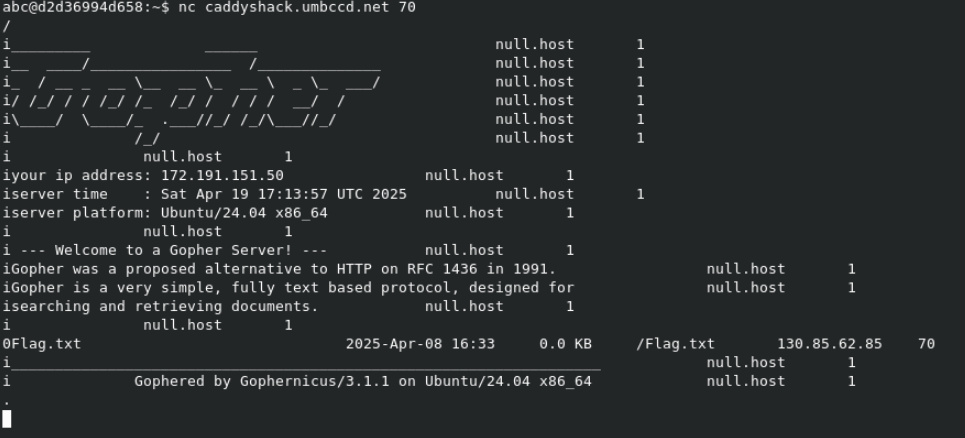 abc@d2d36994d658:~$ nc caddyshack.umbccd.net 70
/
i_________             ______                           null.host       1
i__  ____/________________  /______________             null.host       1
i_  / __ _  __ \__  __ \_  __ \  _ \_  ___/             null.host       1
i/ /_/ / / /_/ /_  /_/ /  / / /  __/  /                 null.host       1
i\____/  \____/_  .___//_/ /_/\___//_/                  null.host       1
i              /_/                                      null.host       1
i               null.host       1
iyour ip address: 172.191.151.50                null.host       1
iserver time    : Sat Apr 19 17:13:57 UTC 2025          null.host       1
iserver platform: Ubuntu/24.04 x86_64           null.host       1
i               null.host       1
i --- Welcome to a Gopher Server! ---           null.host       1
iGopher was a proposed alternative to HTTP on RFC 1436 in 1991.                 null.host       1
iGopher is a very simple, fully text based protocol, designed for               null.host       1
isearching and retrieving documents.            null.host       1
i               null.host       1
0Flag.txt                              2025-Apr-08 16:33     0.0 KB     /Flag.txt       130.85.62.85    70
i___________________________________________________________________            null.host       1
i              Gophered by Gophernicus/3.1.1 on Ubuntu/24.04 x86_64             null.host       1
.